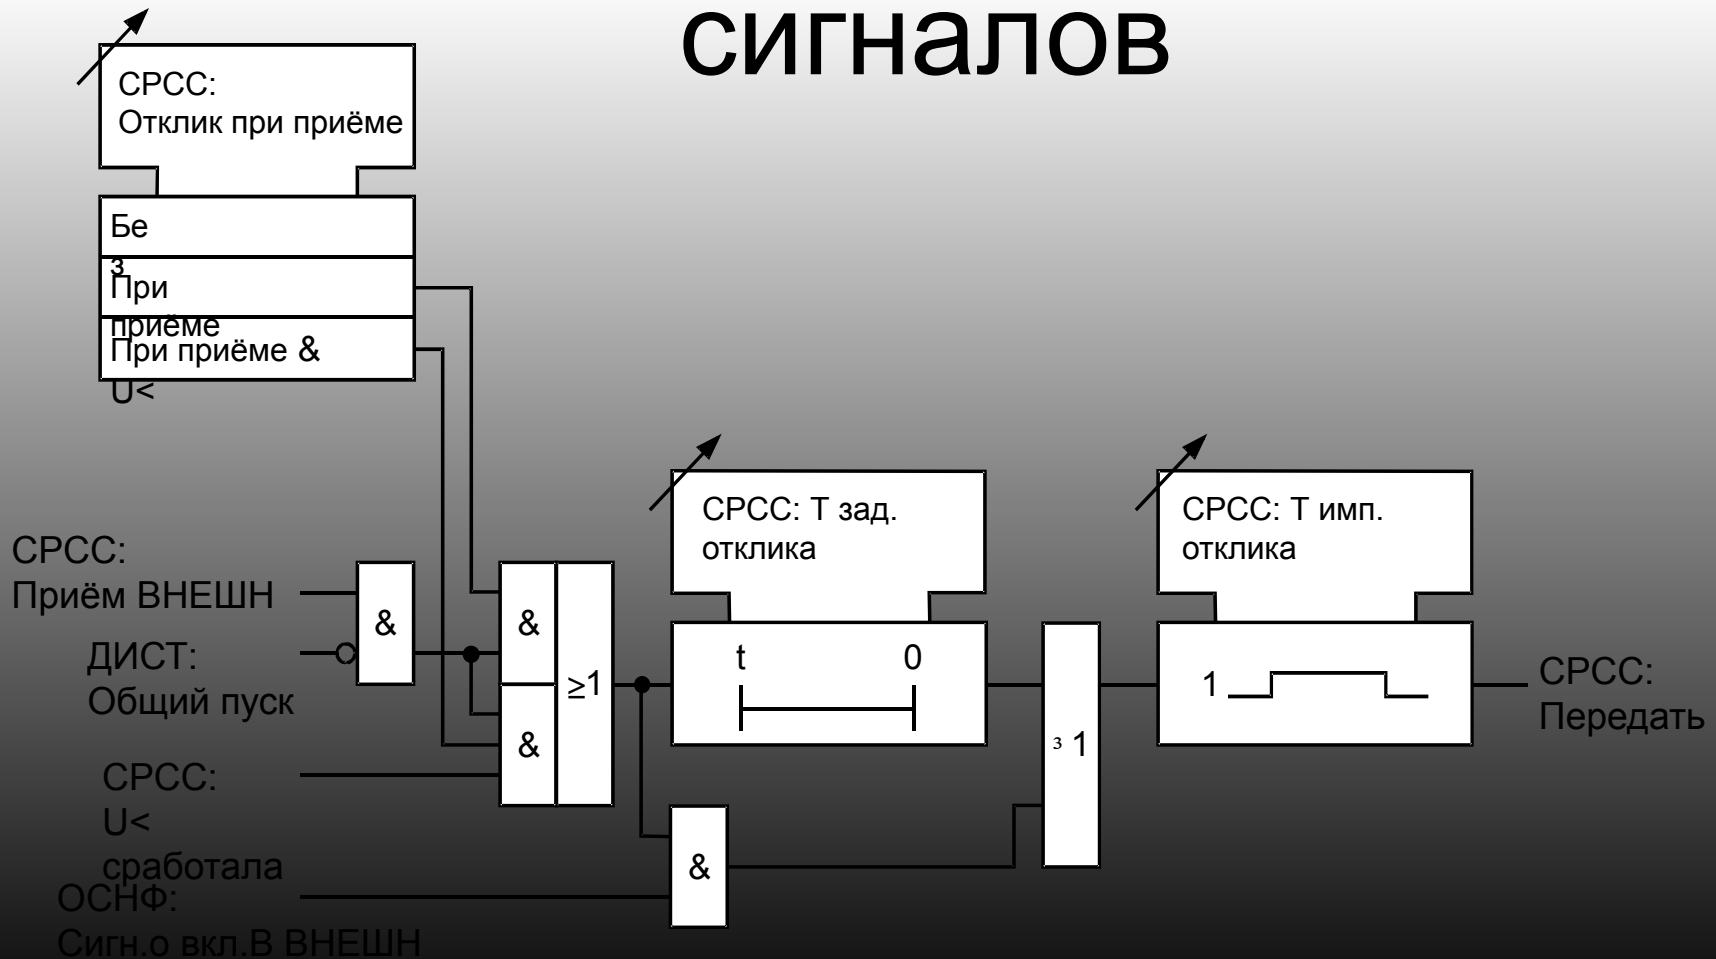 сигналов
СРСС:
Отклик при приёме
Бе
з
При
приёме
При приёме &
U<
СРСС: Т зад.
отклика
СРСС: Т имп.
отклика
СРСС:
Приём ВНЕШН
ДИСТ:
Общий пуск
СРСС:
U<
сработала
ОСНФ:
Сигн.о вкл.В ВНЕШН
&
&
&
≥1
t 0
&
³ 1
1
СРСС:
Передать